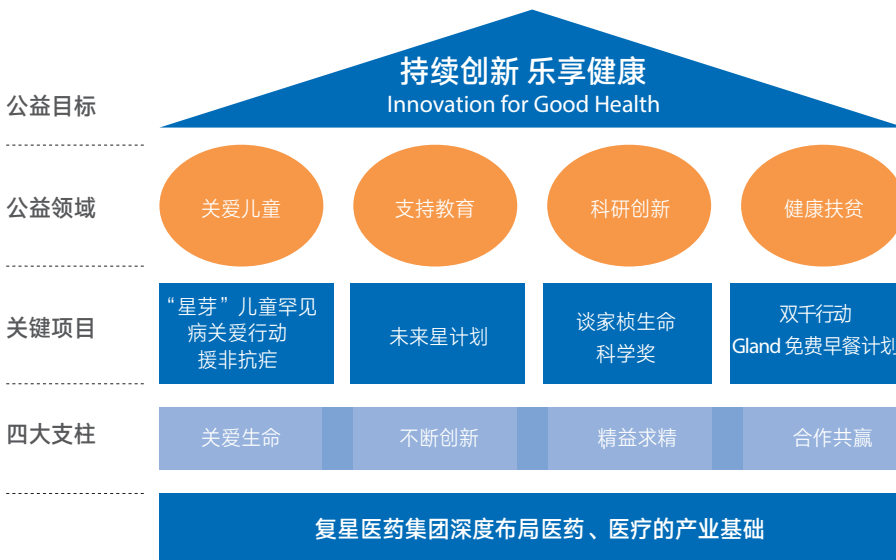 持续创新 乐享健康
Innovation for Good Health
公益目标
公益领域
关爱儿童
支持教育
科研创新
健康扶贫
关键项目
“星芽”儿童罕见
病关爱行动
援非抗疟
未来星计划
谈家桢生命
科学奖
双千行动
Gland 免费早餐计划
四大支柱
关爱生命
不断创新
精益求精
合作共赢
复星医药集团深度布局医药、医疗的产业基础